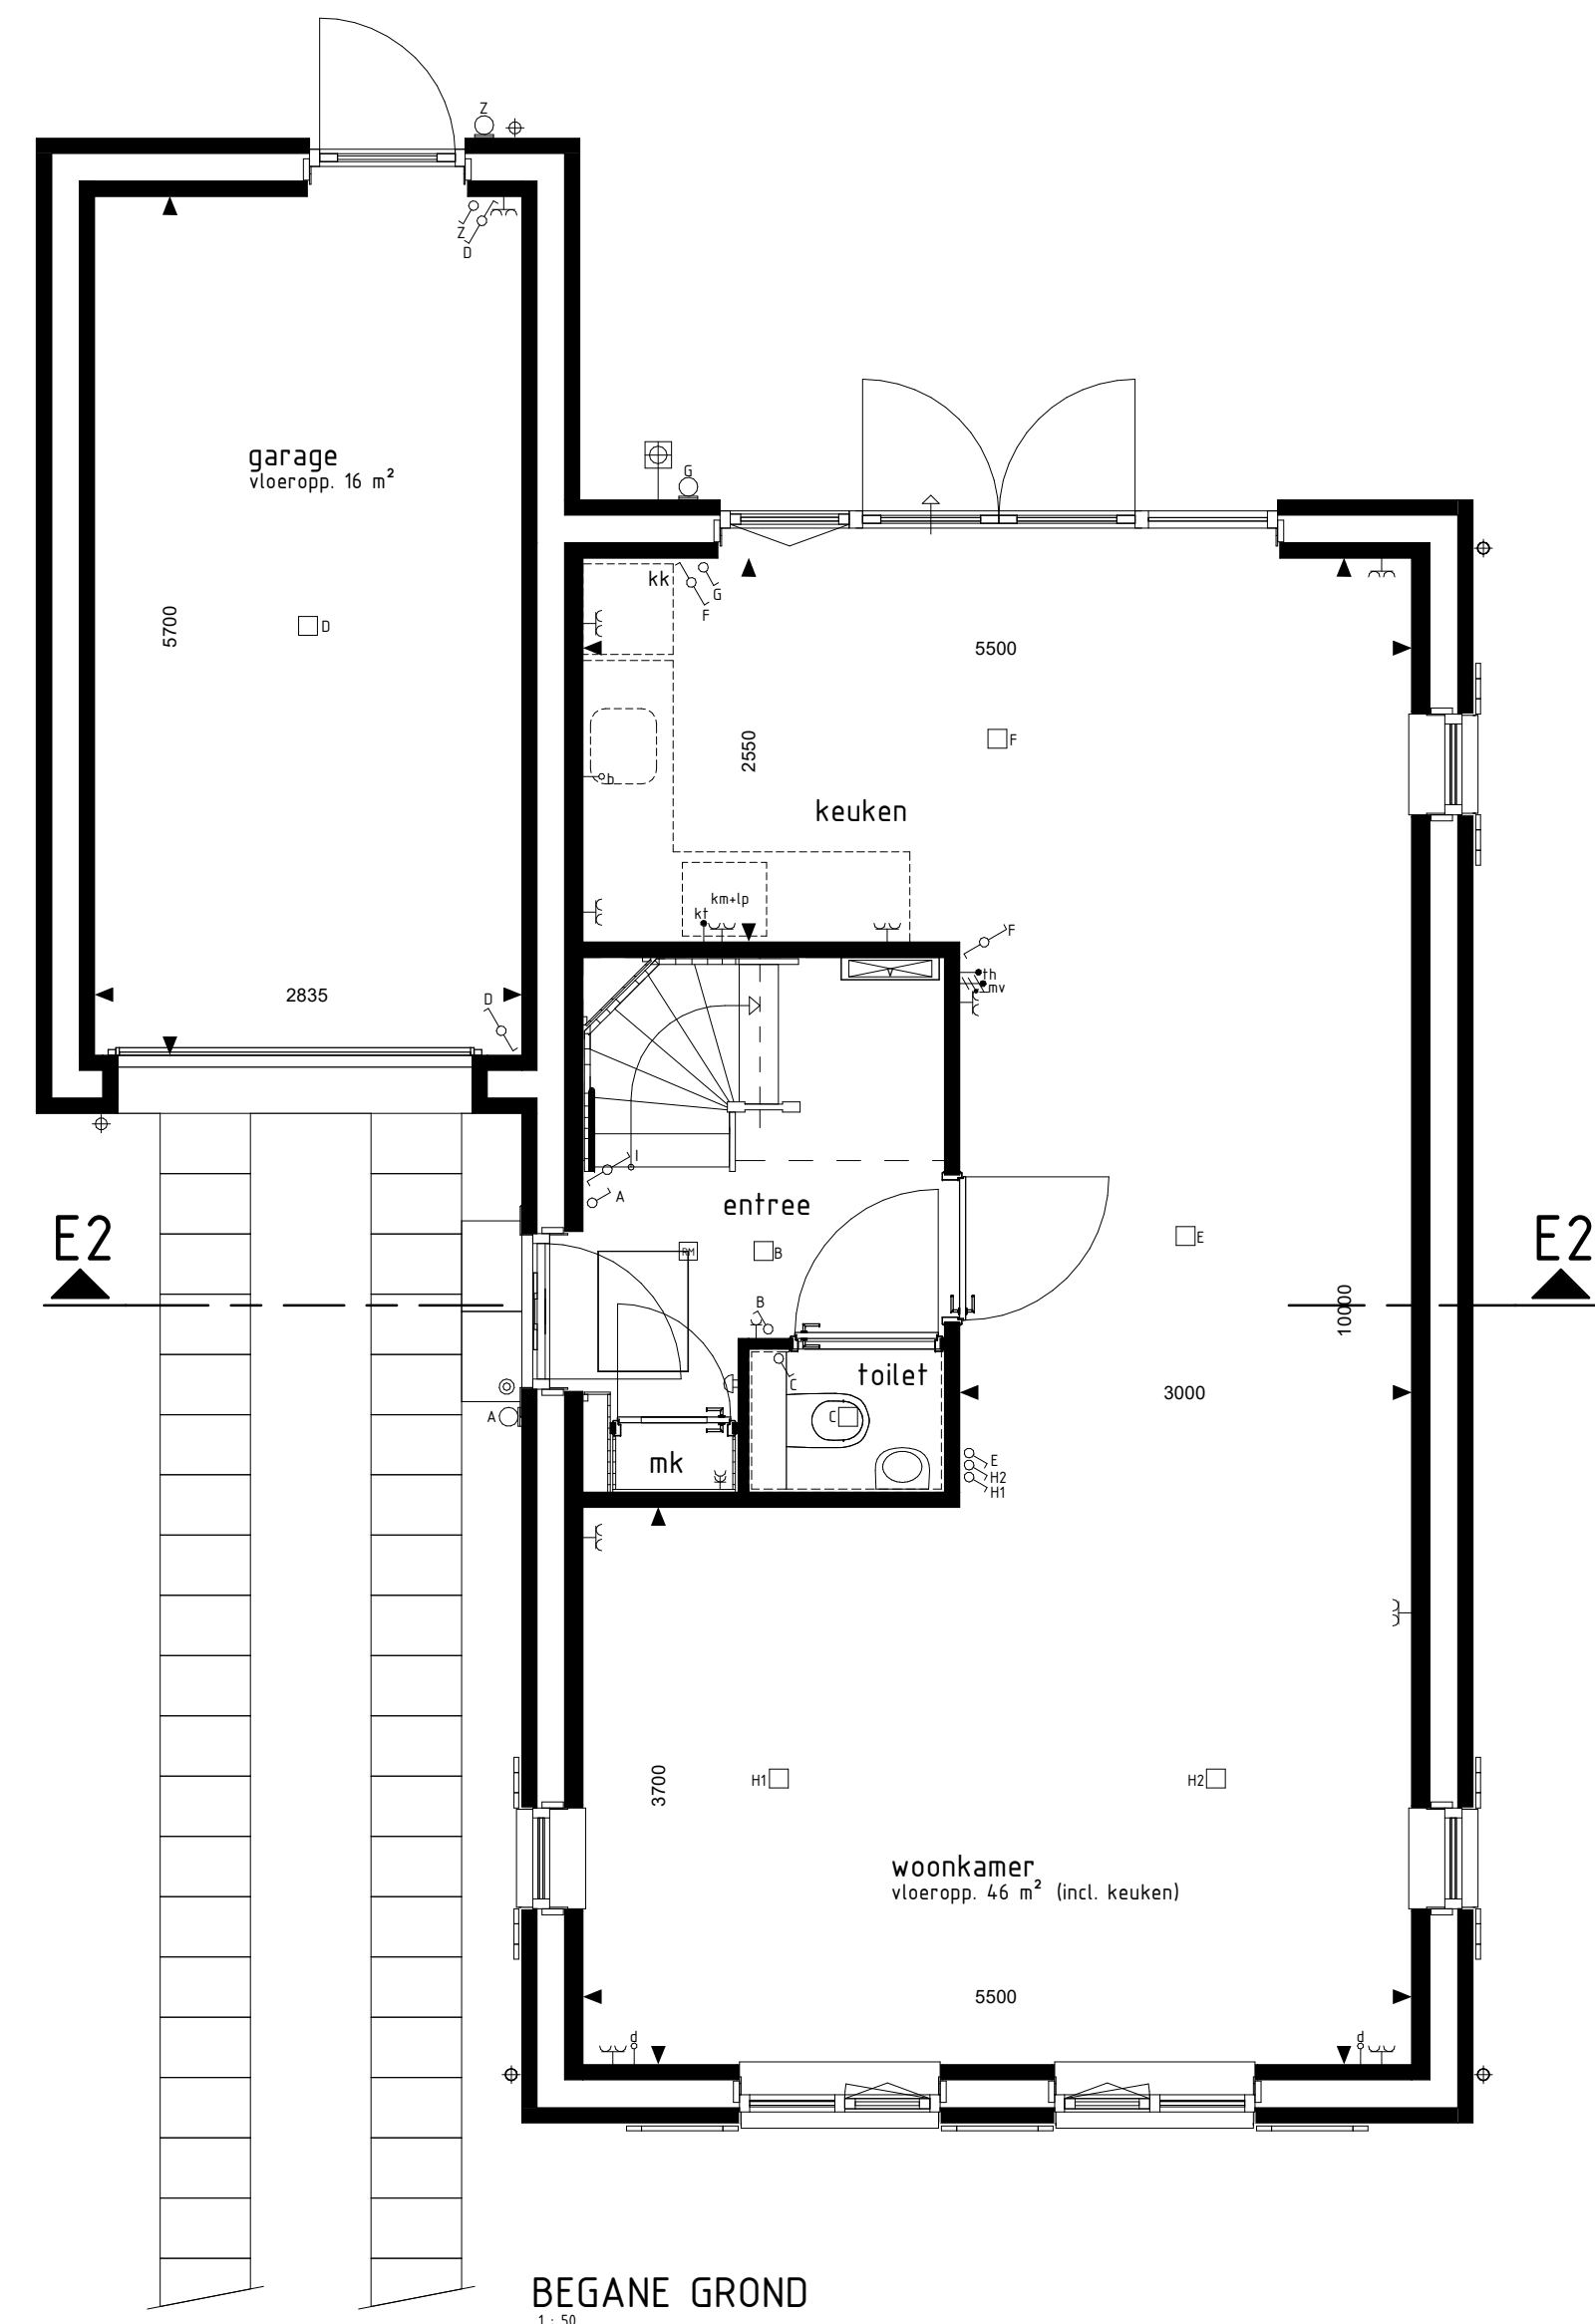 Z
Z
D
garage
vloeropp. 16 m²
G
kk
G
F
5700
D
5500
F
2550
b
keuken
km+lp
kt
F
th
mv
2835
D
I
A
entree
E2
E2
RM
B
E
B
10000
toilet
C
3000
A
C
mk
E
H2
H1
H1
H2
3700
woonkamer
vloeropp. 46 m² (incl. keuken)
5500
d
d
BEGANE GROND
1 : 50